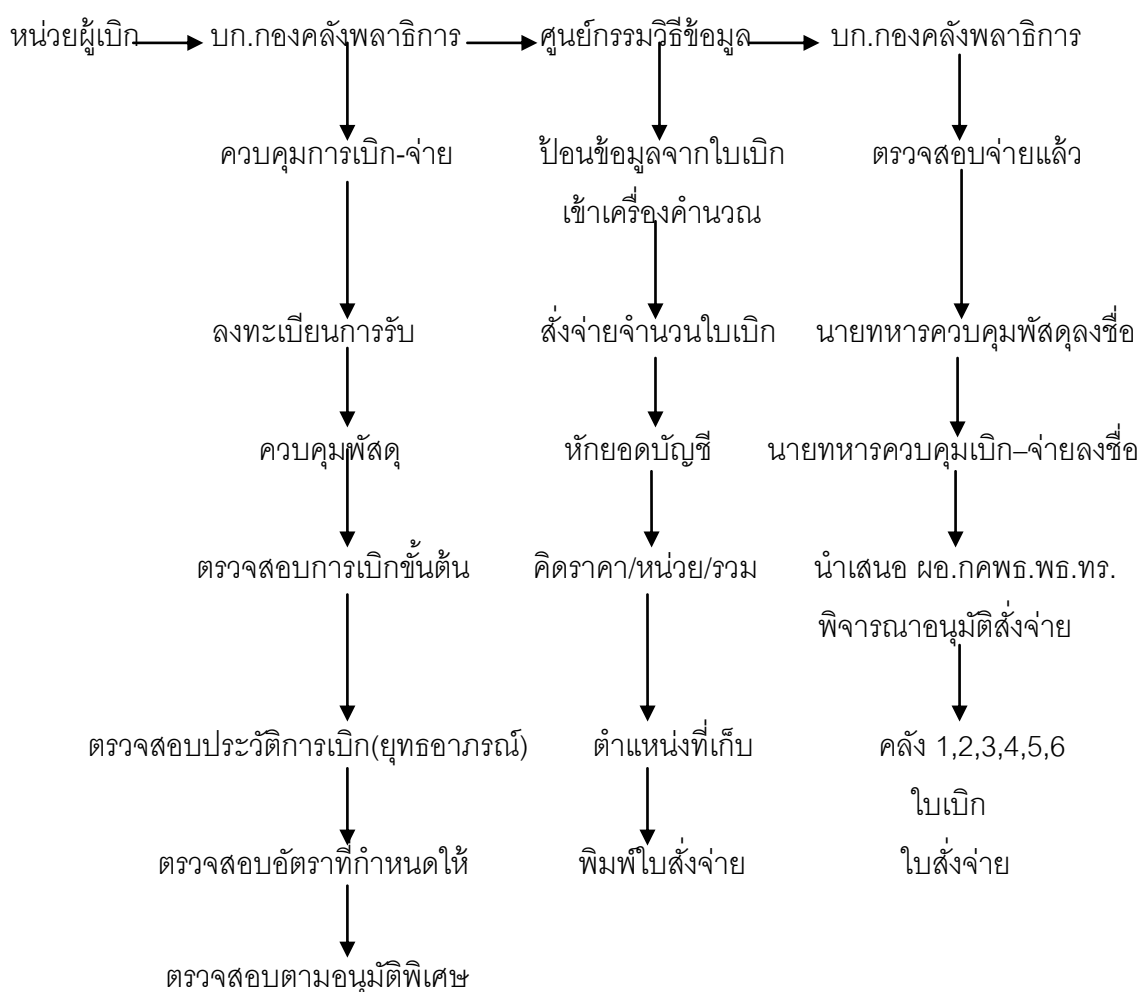 หน่วยผู้เบิก บก.กองคลังพลาธิการ ศูนย์กรรมวิธีข้อมูล บก.กองคลังพลาธิการ
ควบคุมการเบิก-จ่าย ป้อนข้อมูลจากใบเบิก ตรวจสอบจ่ายแล้ว
เข้าเครื่องคำนวณ
ลงทะเบียนการรับ สั่งจ่ายจำนวนใบเบิก นายทหารควบคุมพัสดุลงชื่อ
ควบคุมพัสดุ หักยอดบัญชี นายทหารควบคุมเบิก–จ่ายลงชื่อ
ตรวจสอบการเบิกขั้นต้น คิดราคา/หน่วย/รวม นำเสนอ ผอ.กคพธ.พธ.ทร.
พิจารณาอนุมัติสั่งจ่าย
ตรวจสอบประวัติการเบิก(ยุทธอาภรณ์) ตำแหน่งที่เก็บ คลัง 1,2,3,4,5,6
ใบเบิก
ตรวจสอบอัตราที่กำหนดให้ พิมพ์ใบสั่งจ่าย ใบสั่งจ่าย
ตรวจสอบตามอนุมัติพิเศษ